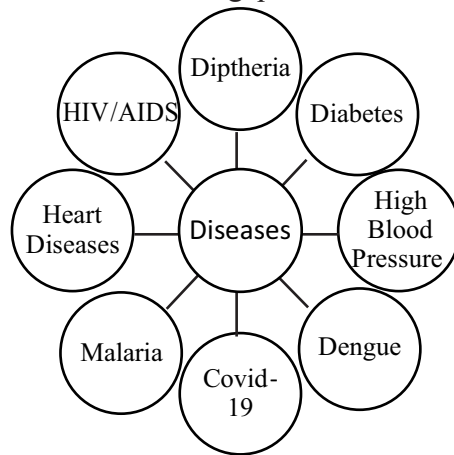 Diptheria
HIV/AIDS
Diabetes
Heart
Diseases
Diseases
High
Blood
Pressure
Malaria
Dengue
Covid-
19